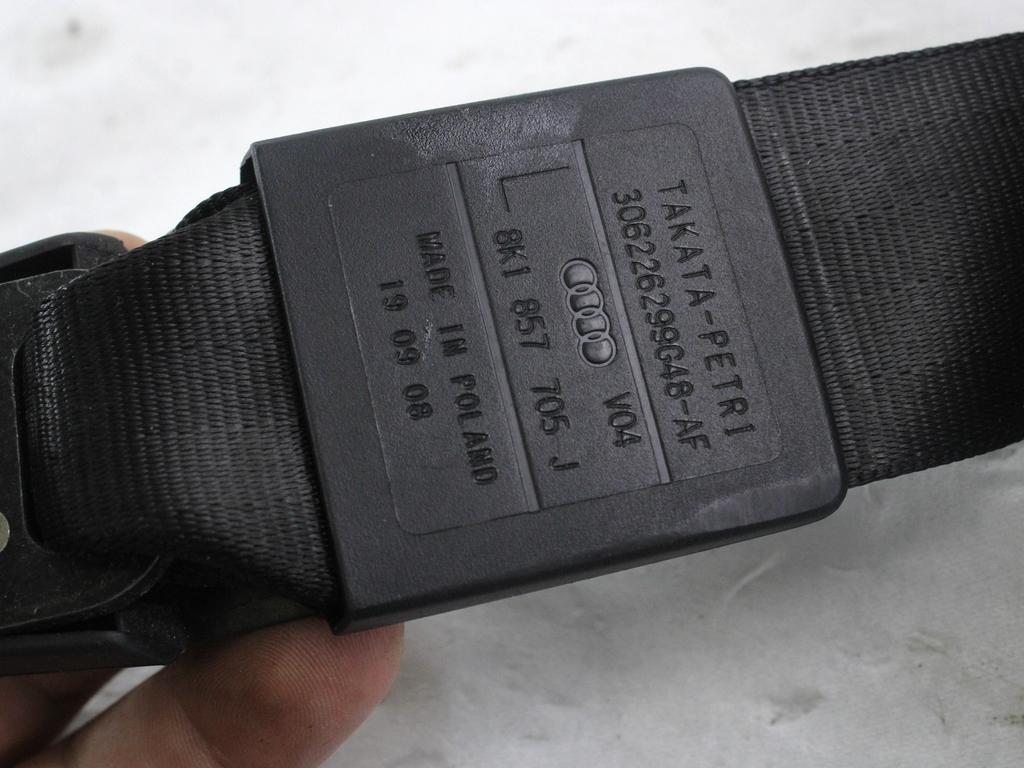 TAKATA-PETRI
306226299G48-AF
V04
L 8K1 857 705 J
MADE IN POLAND
19 09 08